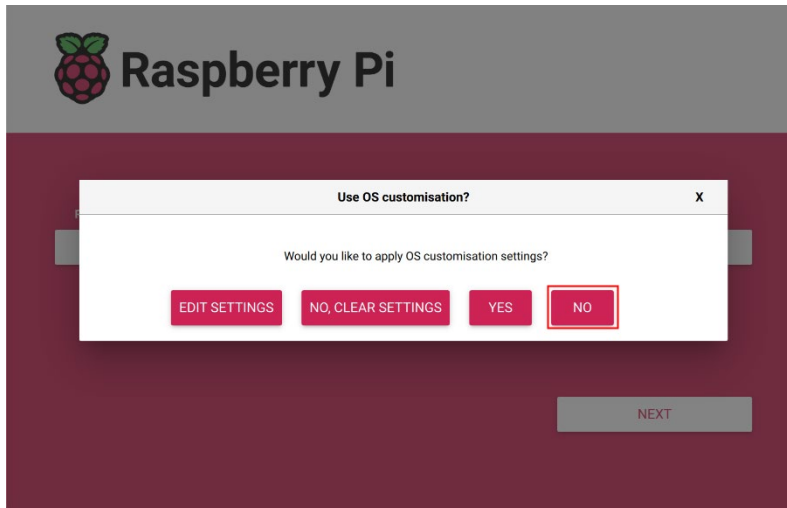 Raspberry Pi
Use OS customisation?
X
Would you like to apply OS customisation settings?
EDIT SETTINGS
NO, CLEAR SETTINGS
YES
NO
NEXT